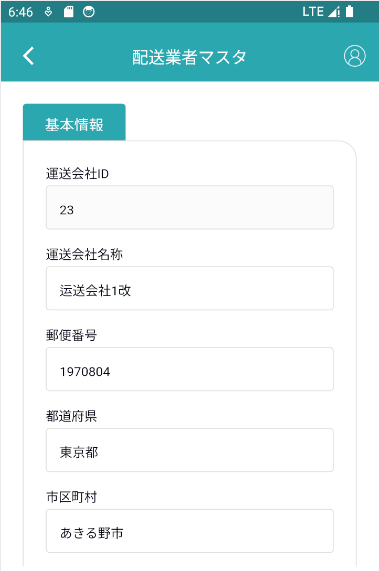 6:46
LTE
配送業者マスタ
基本情報
運送会社ID
23
運送会社名称
运送会社1改
郵便番号
1970804
都道府県
東京都
市区町村
あきる野市